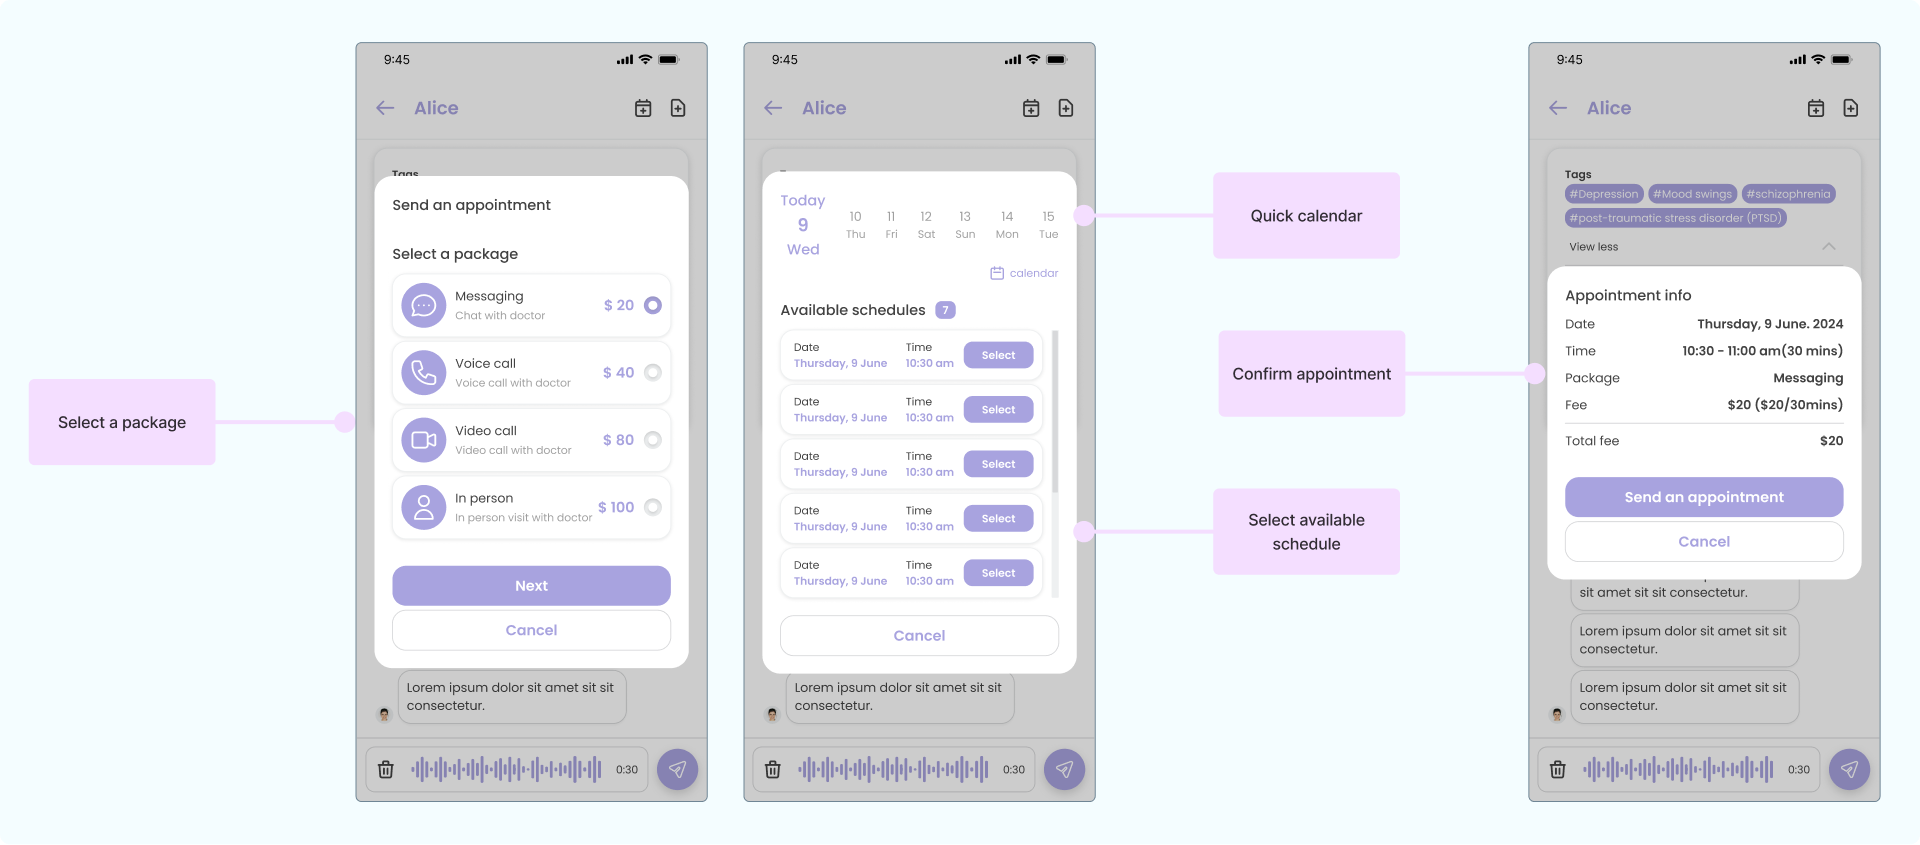 Select a package
9:45
Alice
Tags
Send an appointment
Select a package
Messaging
Chat with doctor
$ 20
Voice call
Voice call with doctor
$ 40
Video call
Video call with doctor
$ 80
In person
In person visit with doctor
$ 100
Next
Cancel
Lorem ipsum dolor sit amet sit sit
consectetur.
0:30
9:45
Alice
Today
9
Wed
10
Thu
11
Fri
12
Sat
13
Sun
14
Mon
15
Tue
calendar
Available schedules 7
Date Time
Thursday, 9 June 10:30 am
Select
Date Time
Thursday, 9 June 10:30 am
Select
Date Time
Thursday, 9 June 10:30 am
Select
Date Time
Thursday, 9 June 10:30 am
Select
Date Time
Thursday, 9 June 10:30 am
Select
Cancel
Lorem ipsum dolor sit amet sit sit
consectetur.
0:30
Quick calendar
Confirm appointment
Select available
schedule
9:45
Alice
Tags
#Depression #Mood swings #schizophrenia
#post-traumatic stress disorder (PTSD)
View less
Appointment info
Date Thursday, 9 June. 2024
Time 10:30 - 11:00 am(30 mins)
Package Messaging
Fee $20 ($20/30mins)
Total fee $20
Send an appointment
Cancel
sit amet sit sit consectetur.
Lorem ipsum dolor sit amet sit sit
consectetur.
Lorem ipsum dolor sit amet sit sit
consectetur.
0:30